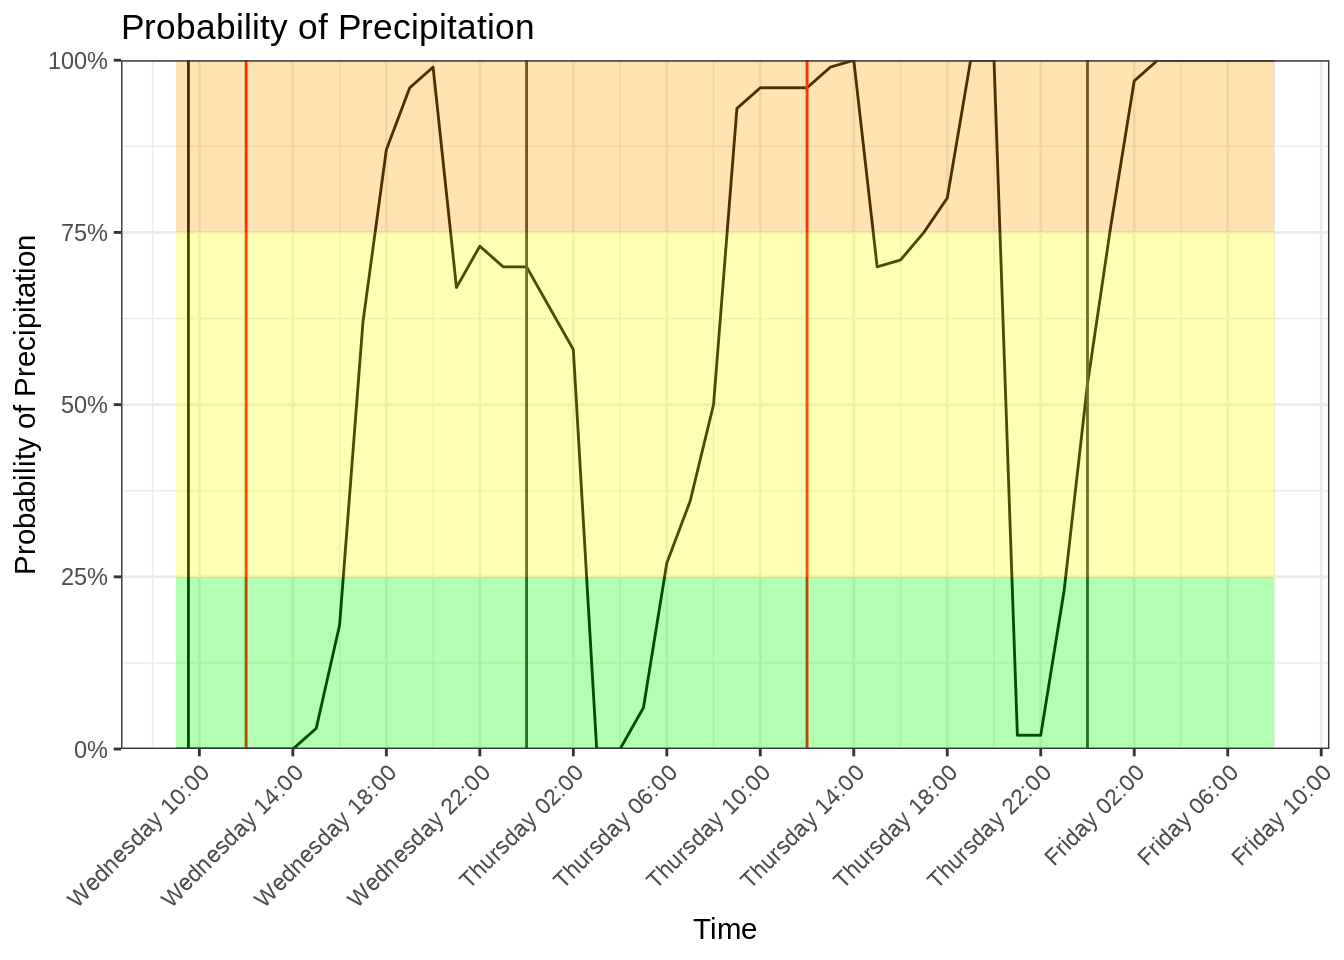 Probability of Precipitation
100%
75%
50%
25%
0%
Probability of Precipitation
Wednesday 10:00
Wednesday 14:00
Wednesday 18:00
Wednesday 22:00
Thursday 02:00
Thursday 06:00
Thursday 10:00
Thursday 14:00
Thursday 18:00
Thursday 22:00
Friday 02:00
Friday 06:00
Friday 10:00
Time